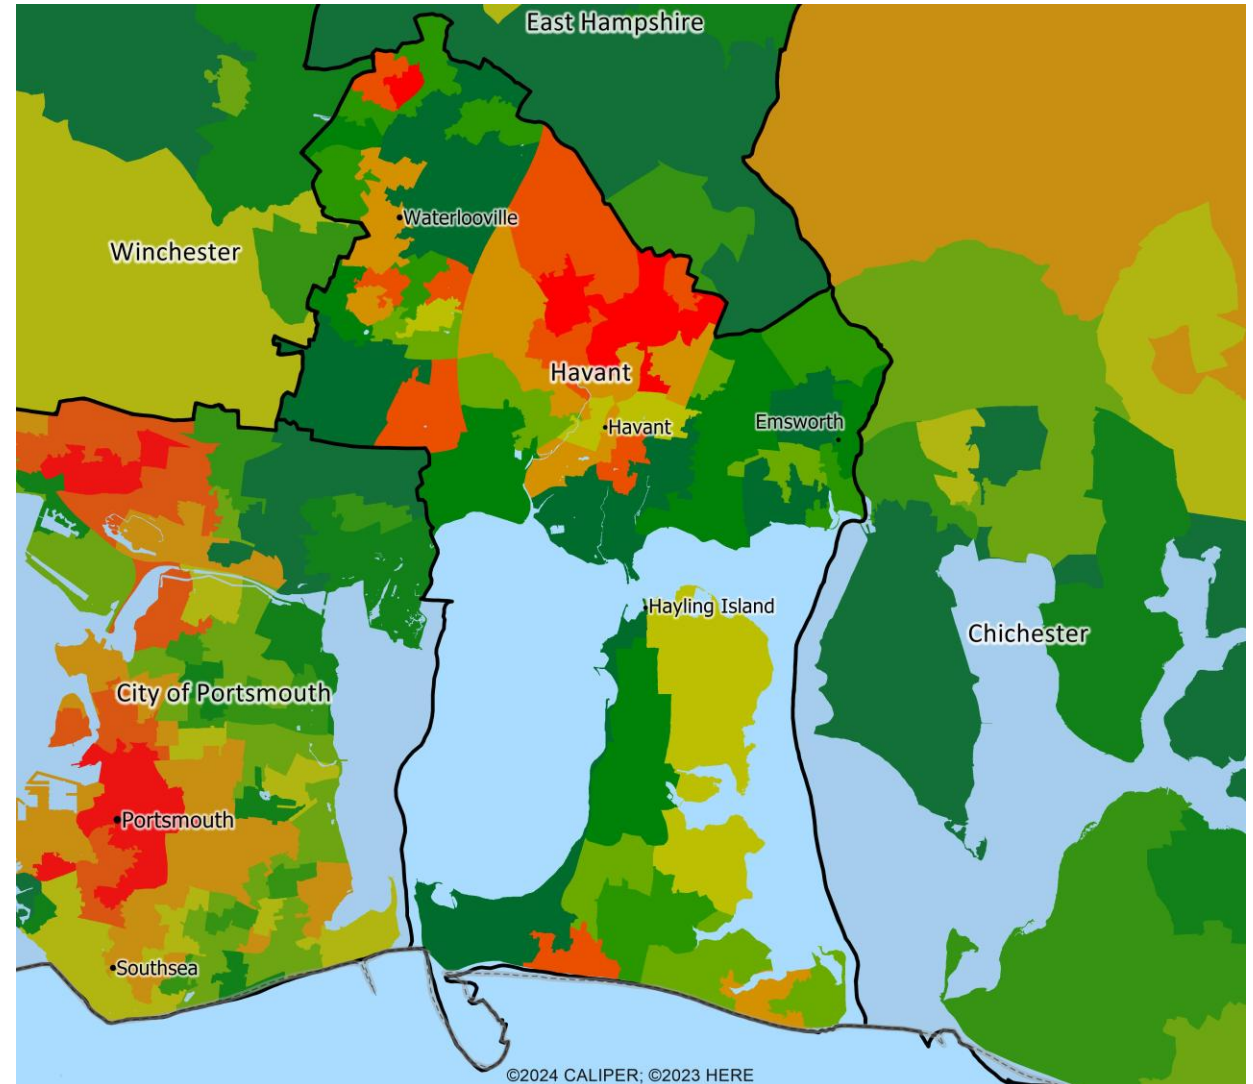 East Hampshire
Waterlooville
Winchester
Havant
Emsworth
Havant
Hayling Island
Chichester
City of Portsmouth
Portsmouth
Southsea
©2024 CALIPER; ©2023 HERE